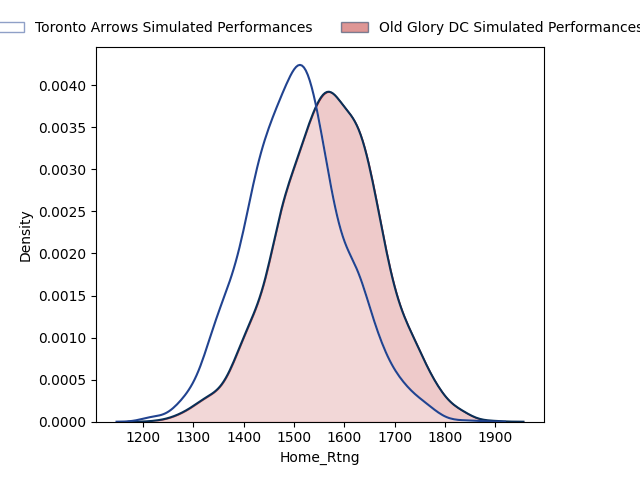 Toronto Arrows Simulated Performances
Old Glory DC Simulated Performances
0.0040
0.0035
0.0030
0.0025
0.0020
0.0015
0.0010
0.0005
0.0000
Density
1200 1300 1400 1500 1600 1700 1800 1900
Home_Rtng